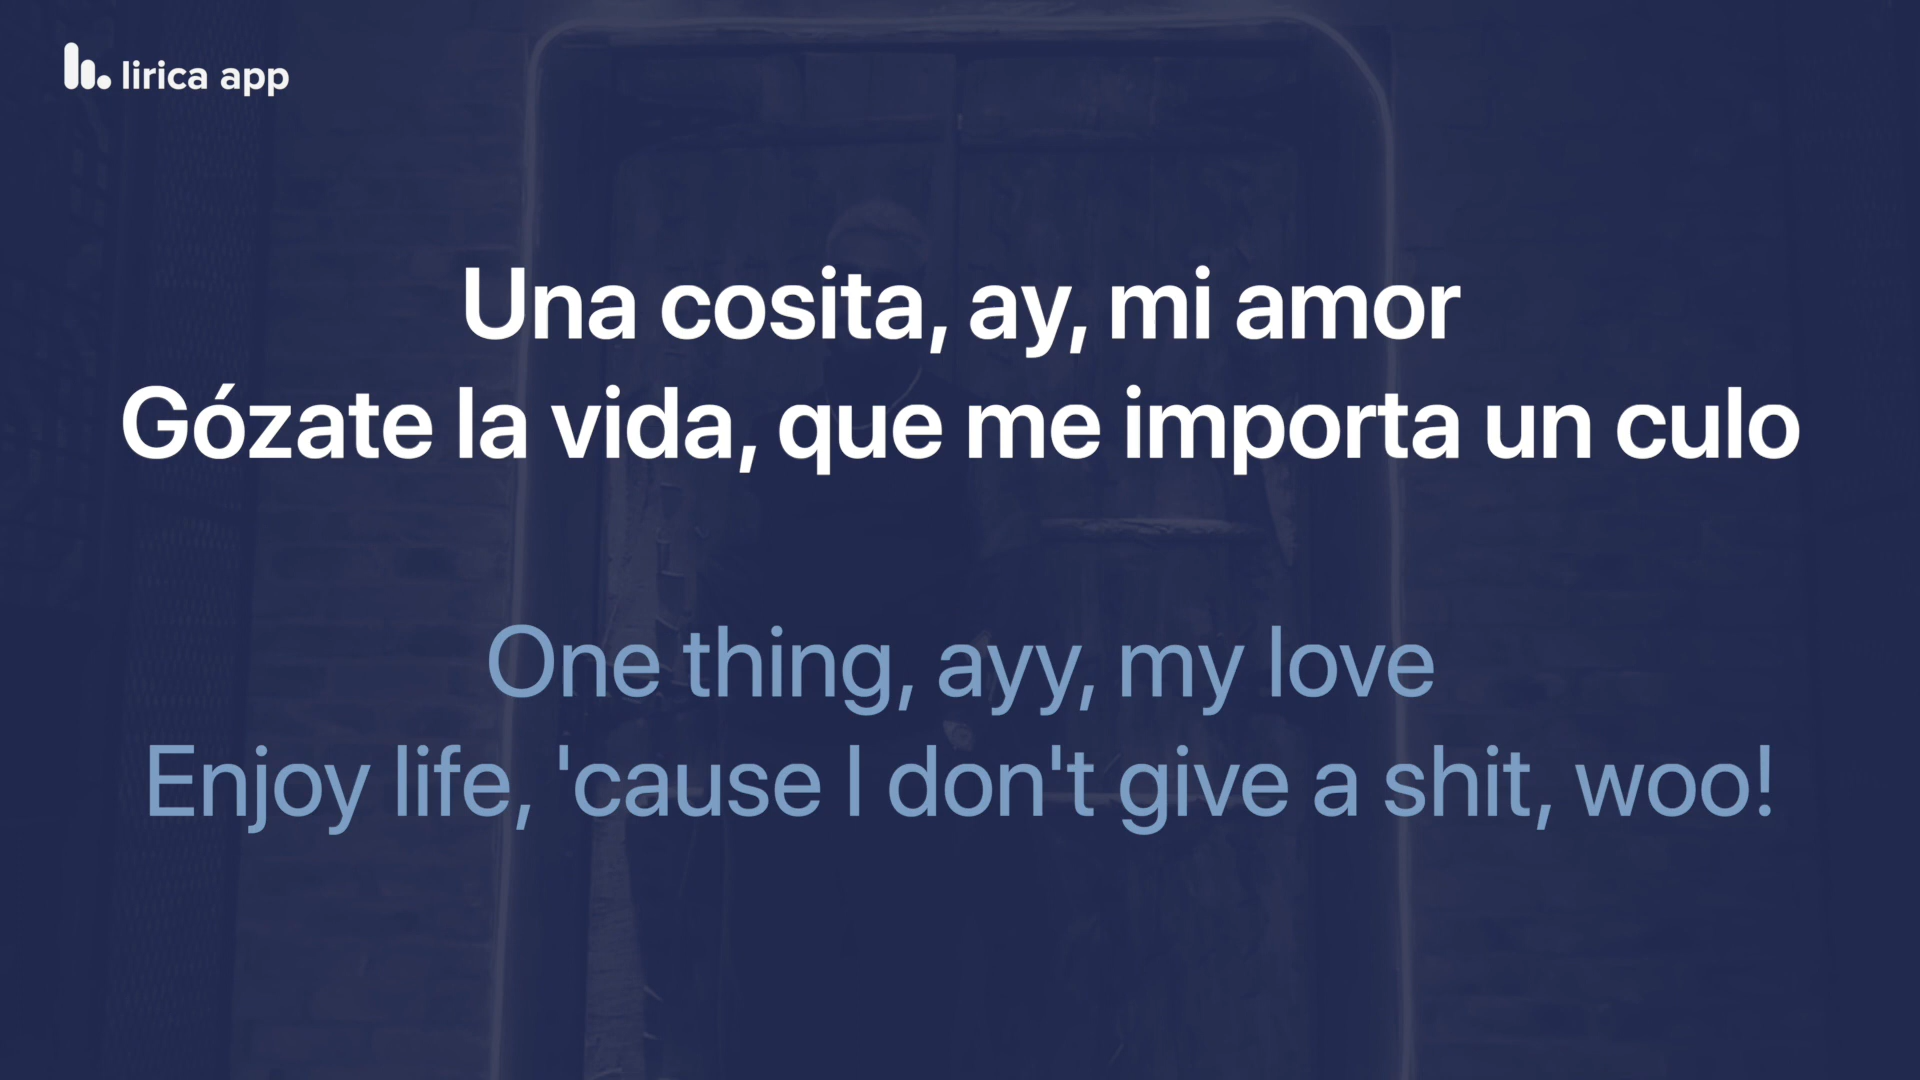 lirica app
Una cosita, ay, mi amor
Gózate la vida, que me importa un culo
One thing, ayy, my love
Enjoy life, 'cause I don't give a shit, woo!